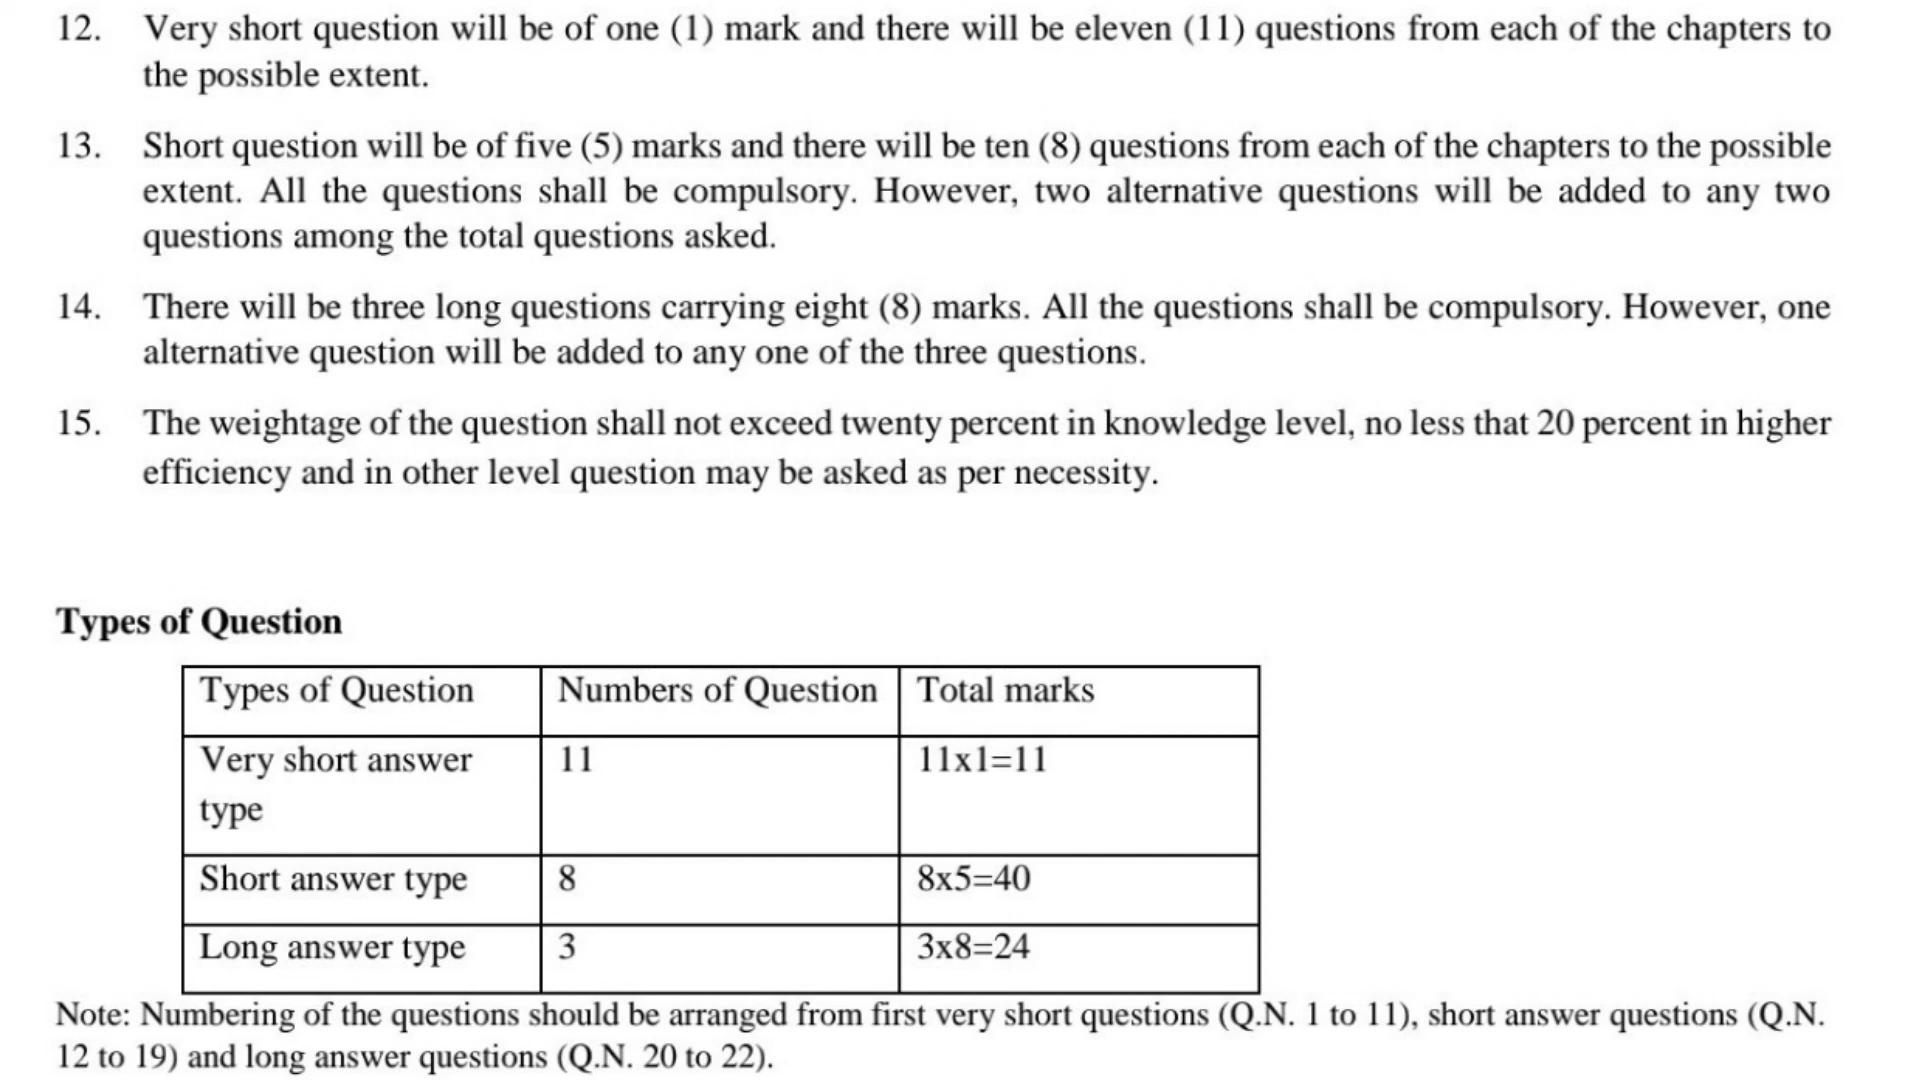 12. Very short question will be of one (1) mark and there will be eleven (11) questions from each of the chapters to
the possible extent.
13. Short question will be of five (5) marks and there will be ten (8) questions from each of the chapters to the possible
extent. All the questions shall be compulsory. However, two alternative questions will be added to any two
questions among the total questions asked.
14. There will be three long questions carrying eight (8) marks. All the questions shall be compulsory. However, one
alternative question will be added to any one of the three questions.
15. The weightage of the question shall not exceed twenty percent in knowledge level, no less that 20 percent in higher
efficiency and in other level question may be asked as per necessity.
Types of Question
Types of Question Numbers of Question Total marks
Very short answer 11 11x1=11
type
Short answer type 8 8x5=40
Long answer type 3 3x8=24
Note: Numbering of the questions should be arranged from first very short questions (Q.N. 1 to 11), short answer questions (Q.N.
12 to 19) and long answer questions (Q.N. 20 to 22).